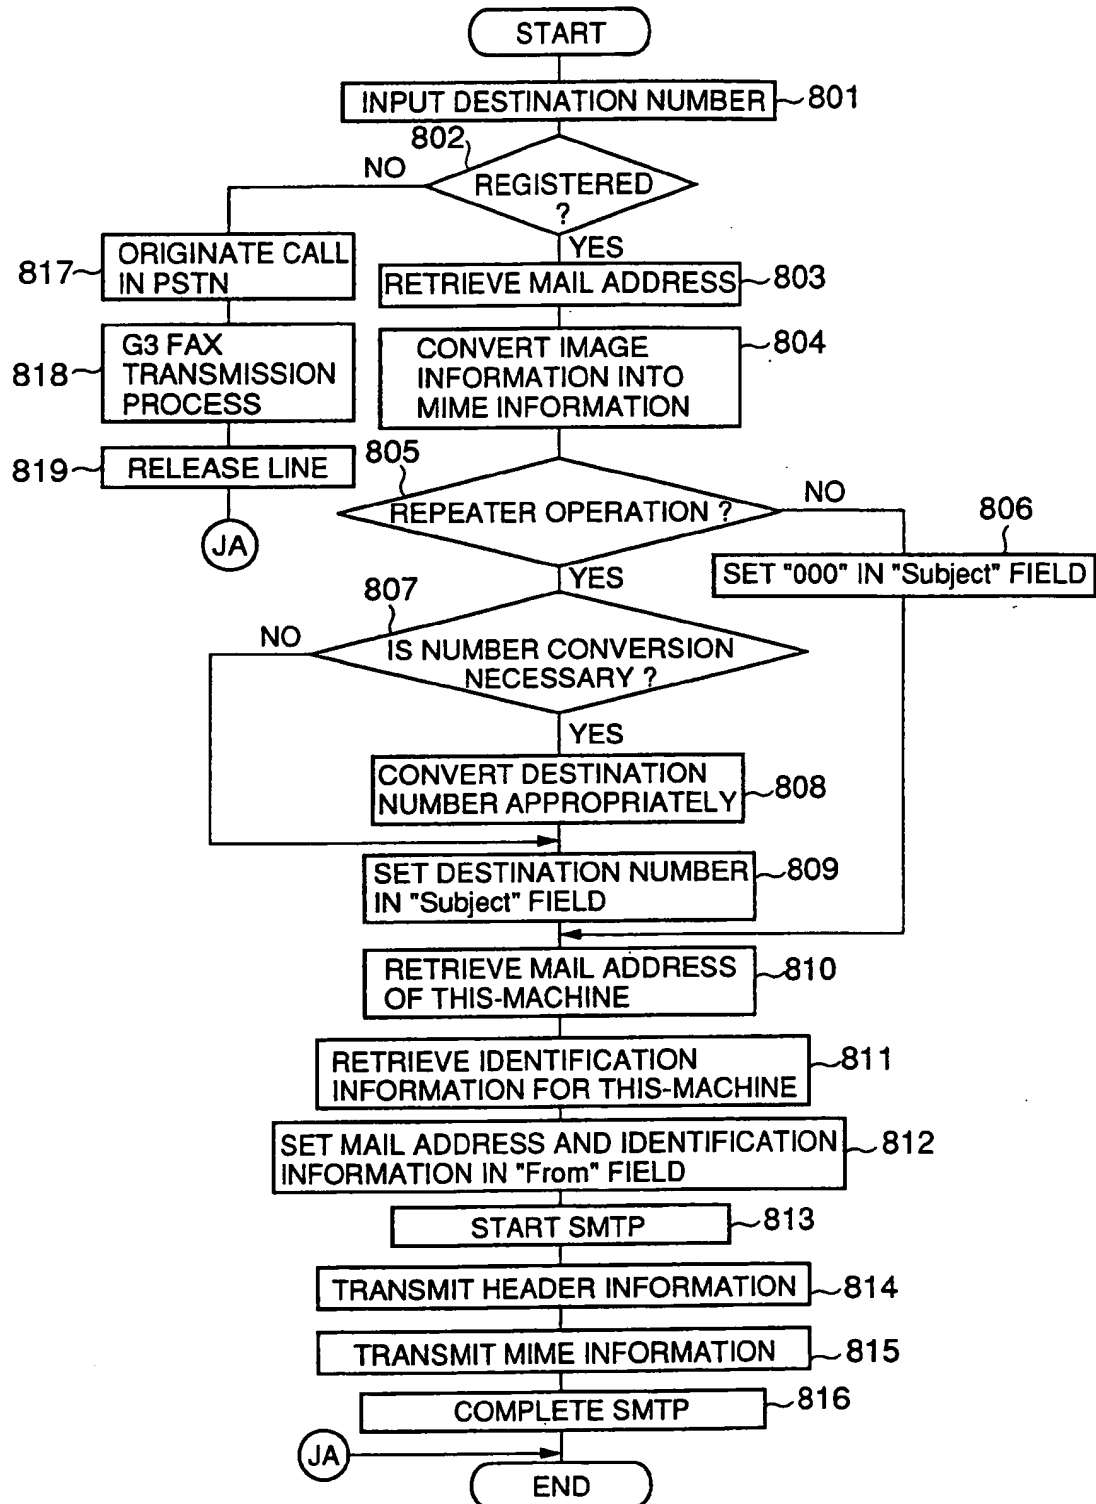 START
INPUT DESTINATION NUMBER
801
802
NO
REGISTERED
?
YES
817
ORIGINATE CALL
IN PSTN
RETRIEVE MAIL ADDRESS
803
818
G3 FAX
TRANSMISSION
PROCESS
CONVERT IMAGE
INFORMATION INTO
MIME INFORMATION
804
819
RELEASE LINE
JA
805
REPEATER OPERATION ?
NO
806
SET "000" IN "Subject" FIELD
YES
807
NO
IS NUMBER CONVERSION
NECESSARY ?
YES
CONVERT DESTINATION
NUMBER APPROPRIATELY
808
SET DESTINATION NUMBER
IN "Subject" FIELD
809
RETRIEVE MAIL ADDRESS
OF THIS-MACHINE
810
RETRIEVE IDENTIFICATION
INFORMATION FOR THIS-MACHINE
811
SET MAIL ADDRESS AND IDENTIFICATION
INFORMATION IN "From" FIELD
812
START SMTP
813
TRANSMIT HEADER INFORMATION
814
TRANSMIT MIME INFORMATION
815
COMPLETE SMTP
816
JA
END